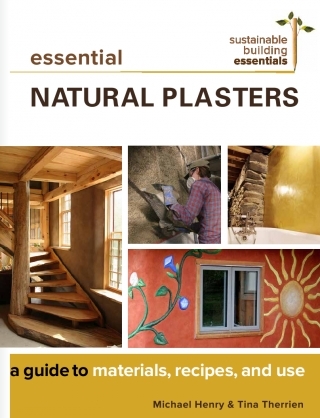 sustainable
building
essentials
essential
NATURAL PLASTERS
a guide to materials, recipes, and use
Michael Henry & Tina Therrien